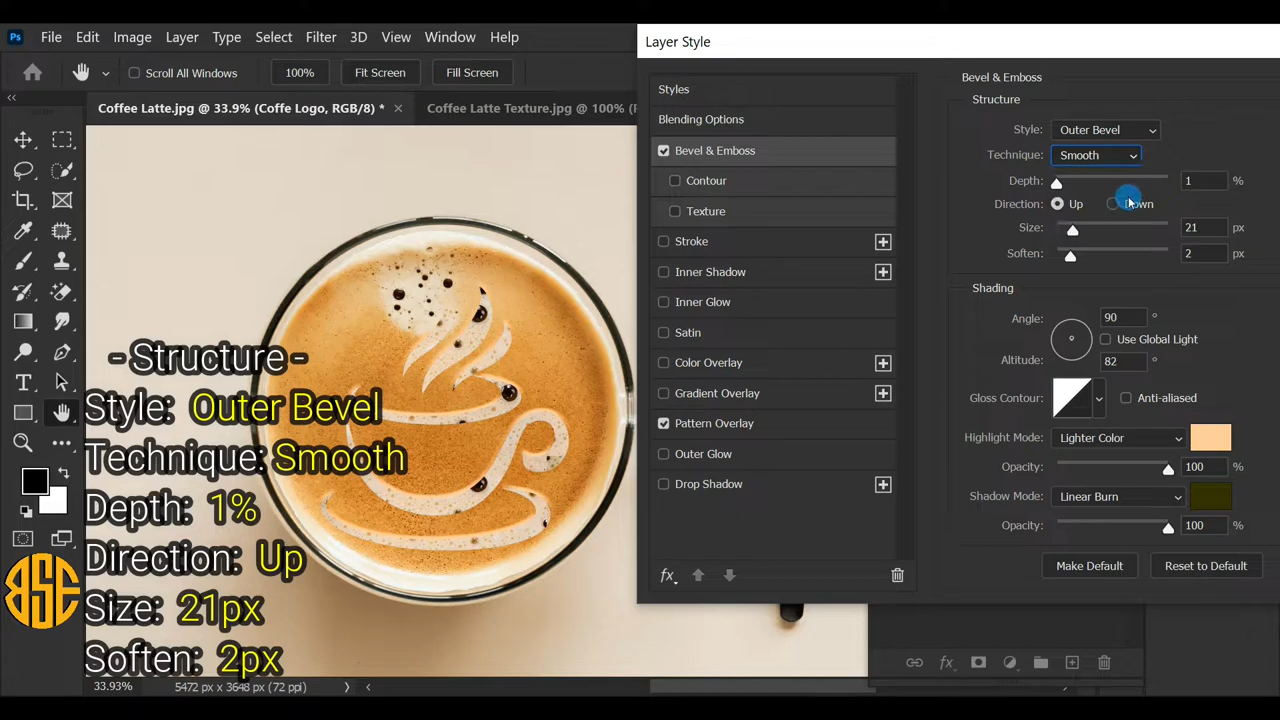 Ps File Edit Image Layer Type Select Filter 3D View Window Help
Layer Style
Scroll All Windows 100% Fit Screen Fill Screen
Coffee Latte.jpg @ 33.9% (Coffe Logo, RGB/8) * × Coffee Latte Texture.jpg @ 100% (
Styles
Blending Options
Bevel & Emboss
Contour
Texture
Stroke
Inner Shadow
Inner Glow
Satin
Color Overlay
Gradient Overlay
Pattern Overlay
Outer Glow
Drop Shadow
fx
Bevel & Emboss
Structure
Style: Outer Bevel
Technique: Smooth
Depth: 1 %
Direction: Up Down
Size: 21 px
Soften: 2 px
Shading
Angle: 90 °
Use Global Light
Altitude: 82 °
Gloss Contour: Anti-aliased
Highlight Mode: Lighter Color
Opacity: 100 %
Shadow Mode: Linear Burn
Opacity: 100 %
Make Default Reset to Default
- Structure -
Style: Outer Bevel
Technique: Smooth
Depth: 1%
Direction: Up
Size: 21px
Soften: 2px
BSC
fx
33.93% 5472 px x 3648 px (72 ppi)